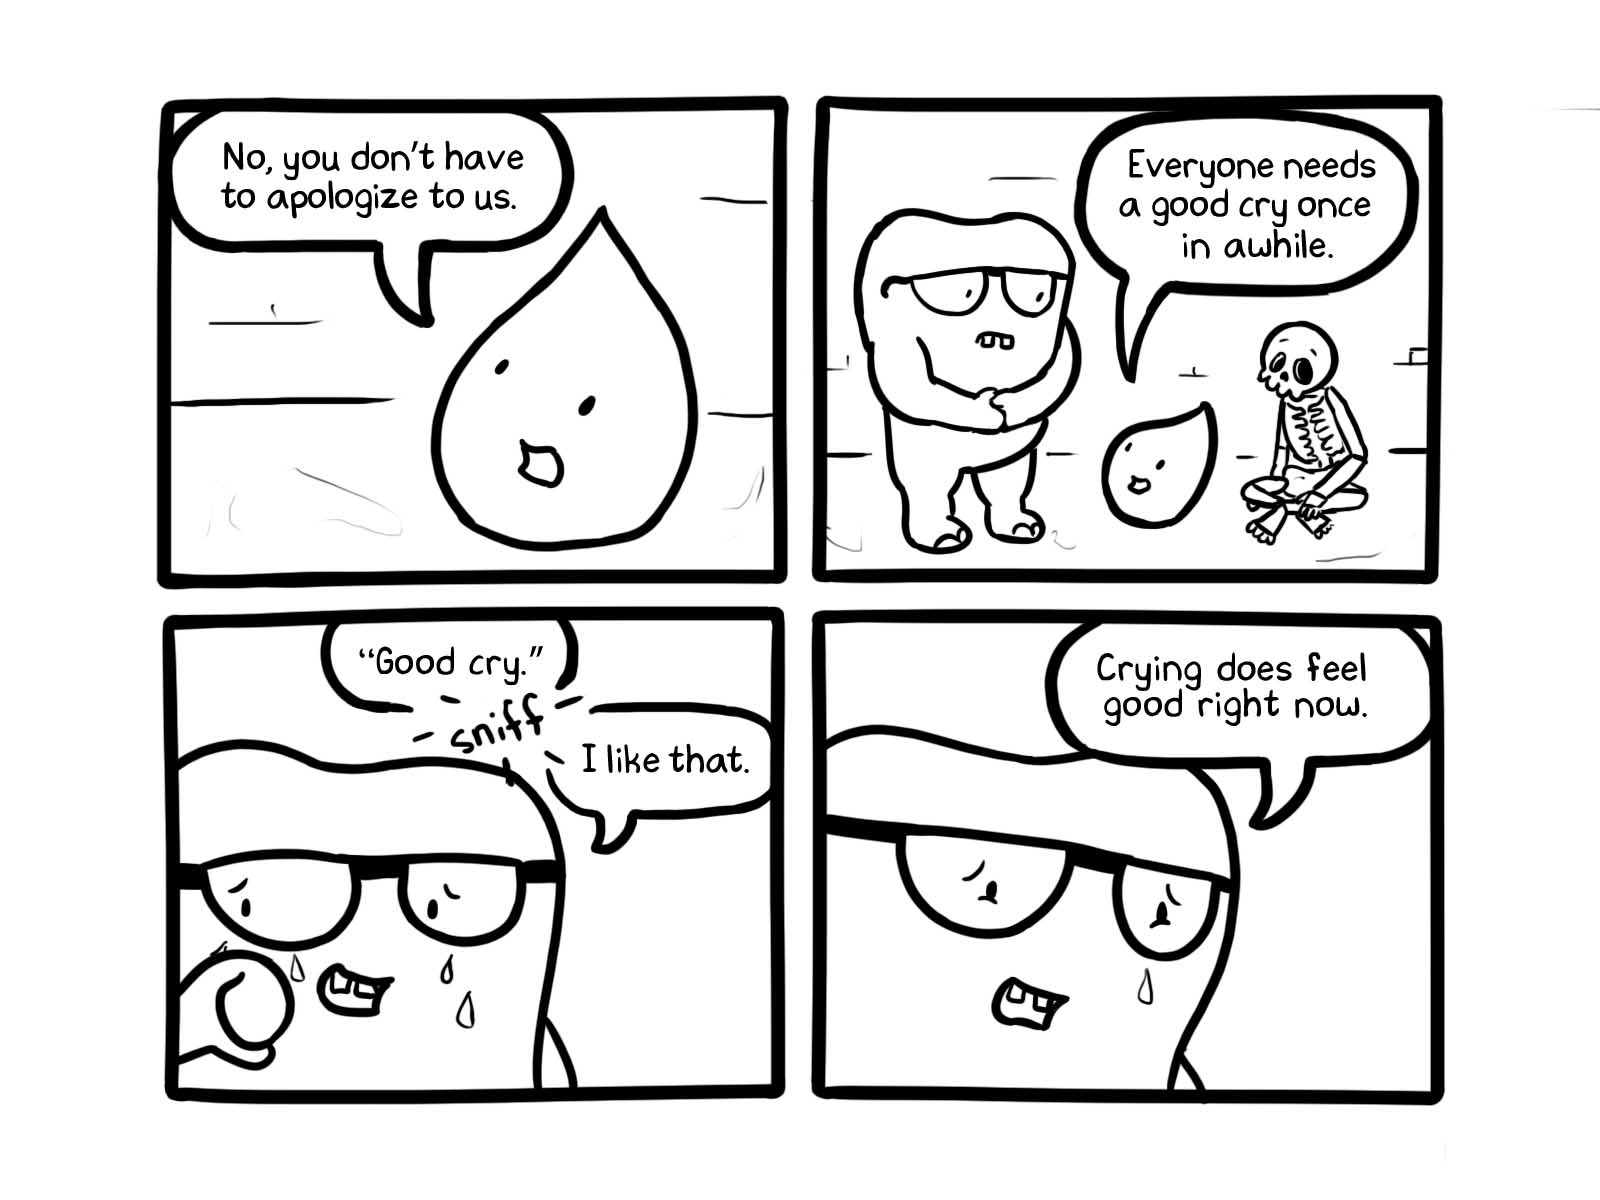 No, you don't have
to apologize to us.
Everyone needs
a good cry once
in awhile.
“Good cry.”
sniff
I like that.
Crying does feel
good right now.